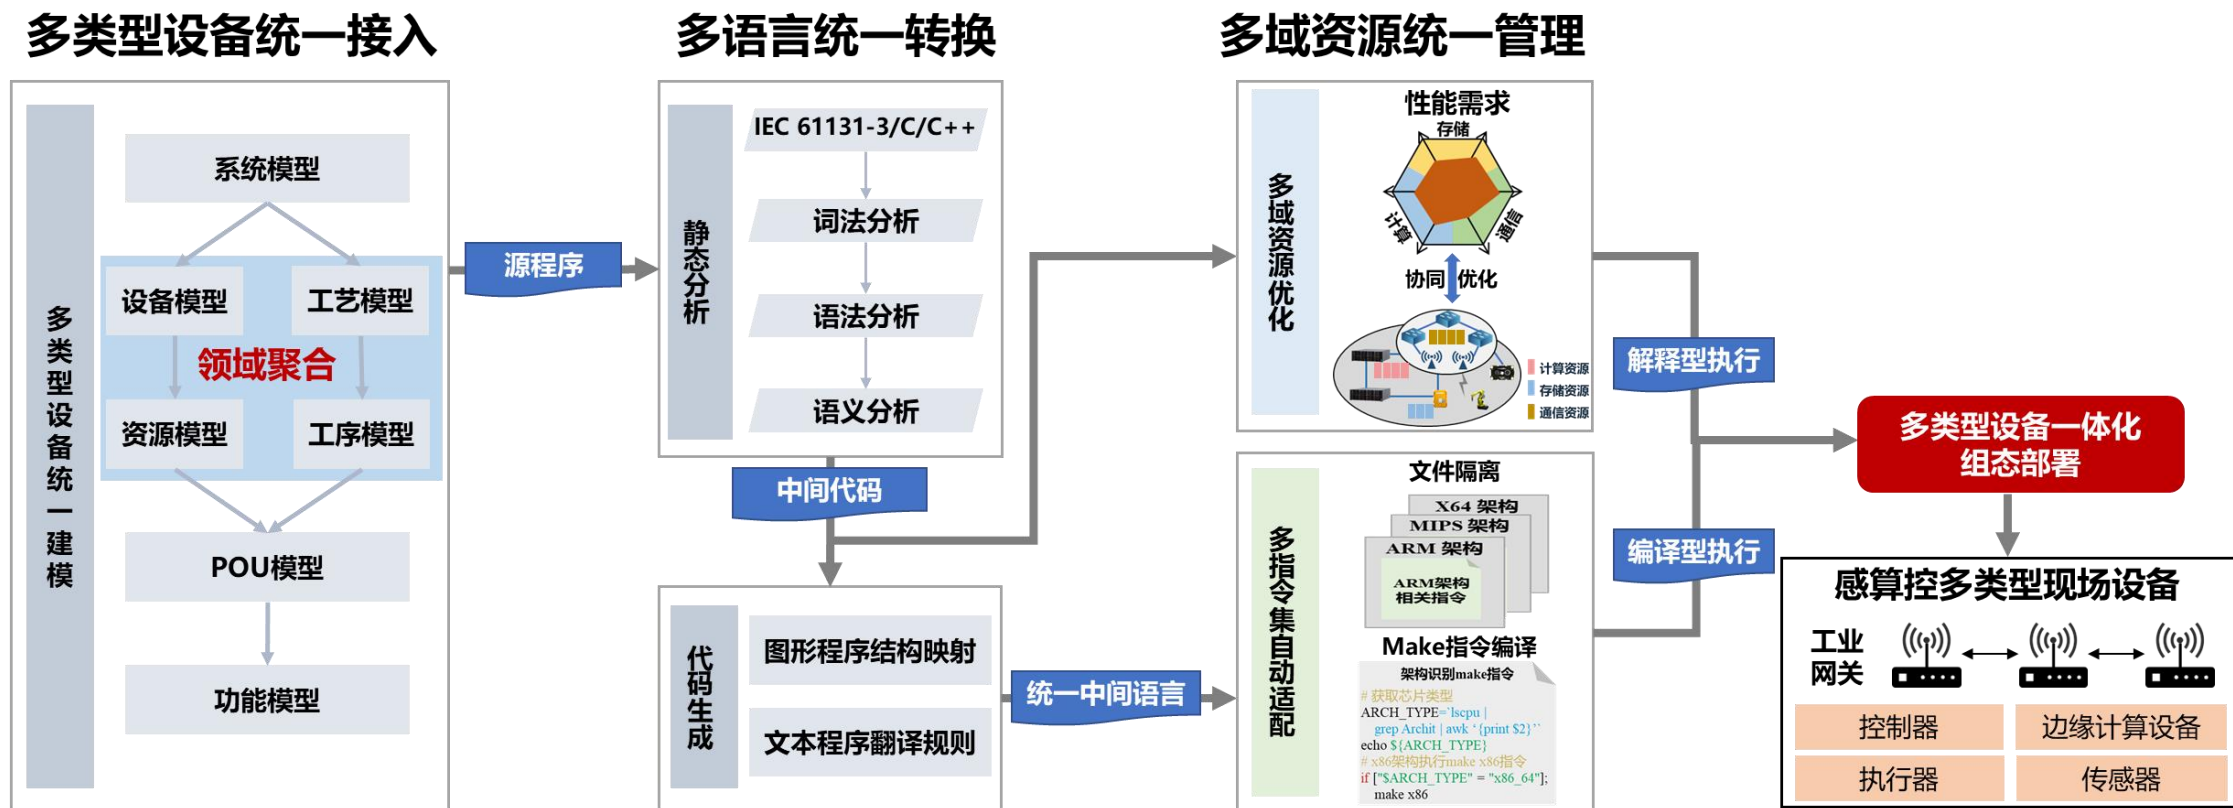 多类型设备统一接入
多语言统一转换
多域资源统一管理
多类型设备统一建模
系统模型
设备模型
工艺模型
领域聚合
资源模型
工序模型
POU模型
功能模型
源程序
静态分析
IEC 61131-3/C/C++
词法分析
语法分析
语义分析
中间代码
代码生成
图形程序结构映射
文本程序翻译规则
统一中间语言
多域资源优化
性能需求
存储
计算
通信
协同 优化
计算资源
存储资源
通信资源
多指令集自动适配
文件隔离
X64 架构
MIPS 架构
ARM 架构
ARM架构
相关指令
Make指令编译
架构识别make指令
# 获取芯片类型
ARCH_TYPE=`lscpu |
grep Archit | awk ‘{print $2}’`
echo ${ARCH_TYPE}
# x86架构执行make x86指令
if ["$ARCH_TYPE" = "x86_64"];
make x86
解释型执行
编译型执行
多类型设备一体化
组态部署
感算控多类型现场设备
工业
网关
控制器
边缘计算设备
执行器
传感器